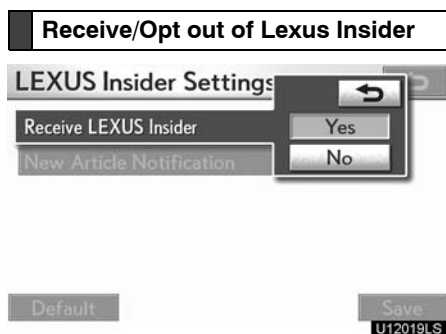 Receive/Opt out of Lexus Insider
LEXUS Insider Settings
Receive LEXUS Insider
Yes
New Article Notification
No
Default
Save
U12019LS